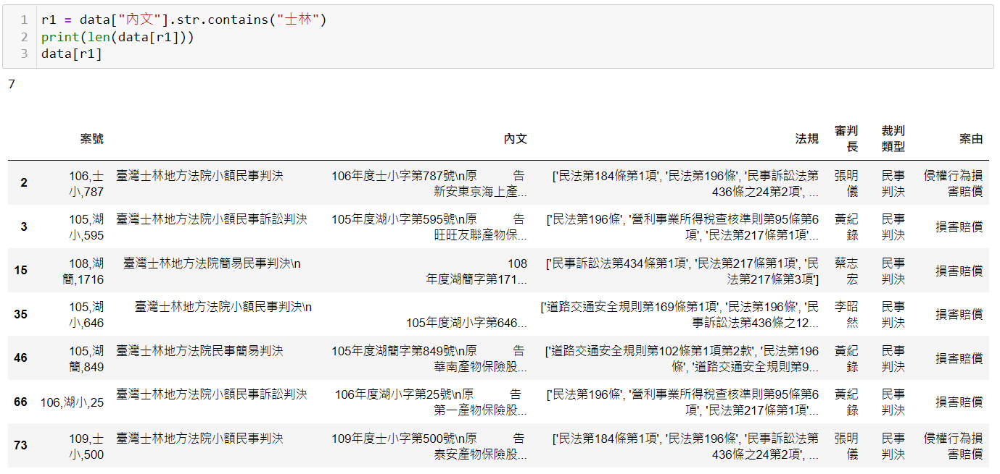 1 r1 = data["內文"].str.contains("士林")
2 print(len(data[r1]))
3 data[r1]
7
案號 內文 法規 審判長 裁判類型 案由
2 106,士 臺灣士林地方法院小額民事判決 106年度士小字第787號\n原 告 ['民法第184條第1項', '民法第196條', '民事訴訟法第 張明 民事 侵權行為損
小,787 新安東京海上產... 436條之24第2項', ... 儀 判決 害賠償
3 105,湖 臺灣士林地方法院小額民事訴訟判決 105年度湖小字第595號\n原 告 ['民法第196條', '營利事業所得稅查核準則第95條第6 黃紀 民事 損害賠償
小,595 旺旺友聯產物保... 項', '民法第217條第1項'... 錄 判決
15 108,湖 臺灣士林地方法院簡易民事判決\n 108 ['民事訴訟法第434條第1項', '民法第217條第1項', '民 蔡志 民事 損害賠償
簡,1716 年度湖簡字第171... 法第217條第3項'] 宏 判決
35 105,湖 臺灣士林地方法院小額民事判決\n ['道路交通安全規則第169條第1項', '民法第196條', '民 李昭 民事 損害賠償
小,646 105年度湖小字第646... 事訴訟法第436條之12... 然 判決
46 105,湖 臺灣士林地方法院民事簡易判決 105年度湖簡字第849號\n原 告 ['道路交通安全規則第102條第1項第2款', '民法第196 黃紀 民事 損害賠償
簡,849 華南產物保險股... 條', '道路交通安全規則第9... 錄 判決
66 106,湖小,25 臺灣士林地方法院小額民事訴訟判決 106年度湖小字第25號\n原 告 ['民法第196條', '營利事業所得稅查核準則第95條第6 黃紀 民事 損害賠償
第一產物保險股... 項', '民法第217條第1項'... 錄 判決
73 109,士 臺灣士林地方法院小額民事判決 109年度士小字第500號\n原 告 ['民法第184條第1項', '民法第196條', '民事訴訟法第 張明 民事 侵權行為損
小,500 泰安產物保險股... 436條之24第2項', ... 儀 判決 害賠償